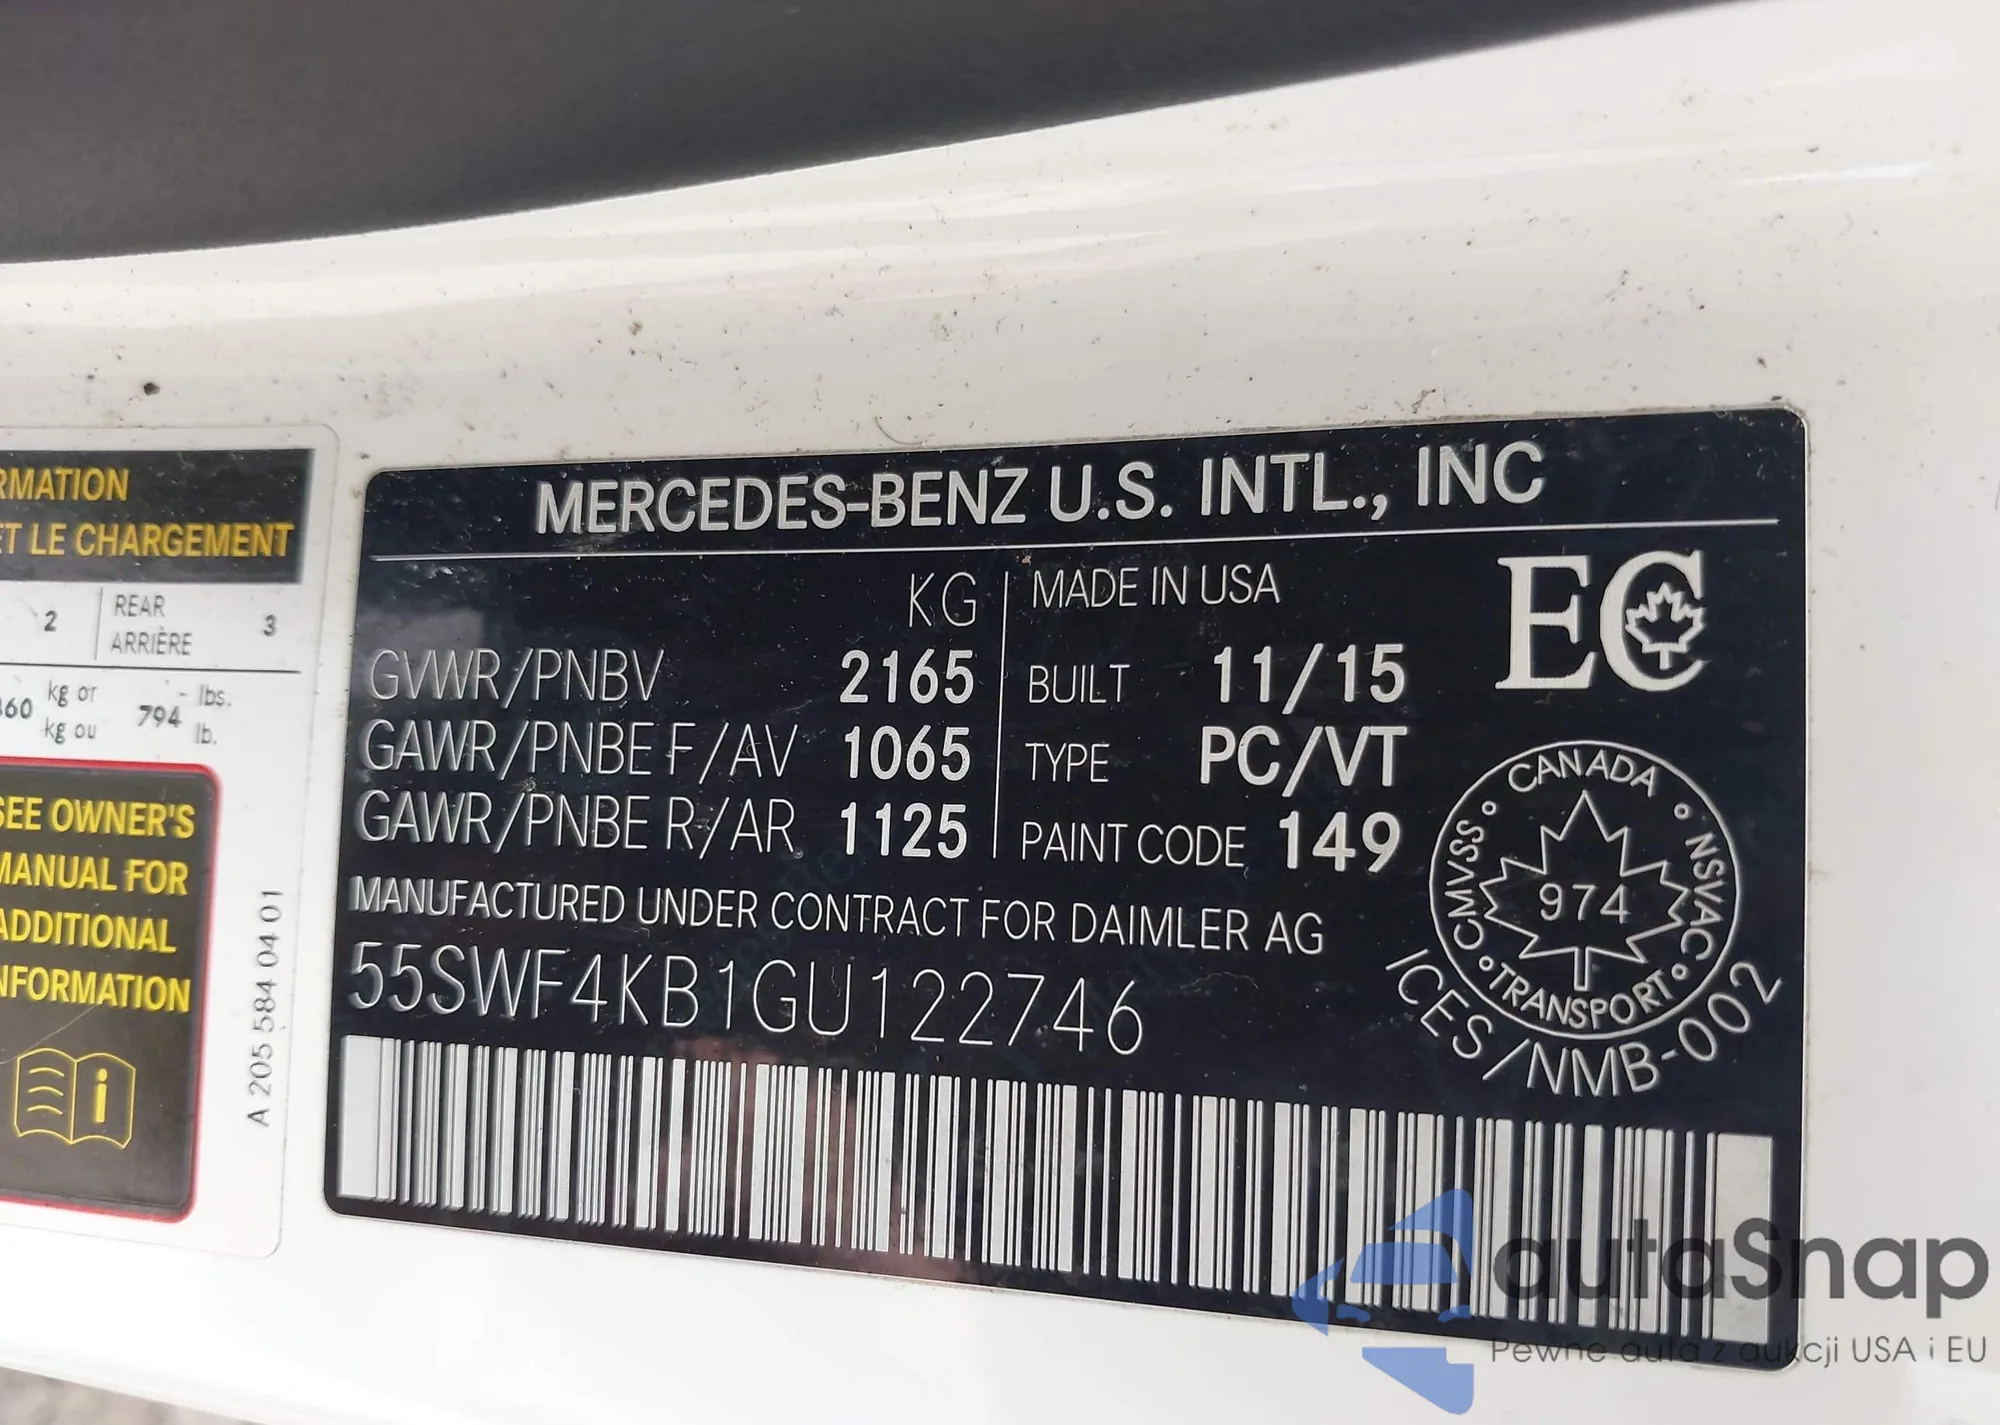 RMATION
ET LE CHARGEMENT
2
REAR
ARRIÈRE
3
kg or
kg ou
794
lbs.
lb.
SEE OWNER'S
MANUAL FOR
ADDITIONAL
INFORMATION
i
A 205 584 04 01
MERCEDES-BENZ U.S. INTL., INC
KG
GVWR/PNBV 2165
GAWR/PNBE F/AV 1065
GAWR/PNBE R/AR 1125
MADE IN USA
BUILT 11/15
TYPE PC/VT
PAINT CODE 149
EC
CANADA
NSVAC
TRANSPORT
CMVSS
974
ICES/NMB-002
MANUFACTURED UNDER CONTRACT FOR DAIMLER AG
55SWF4KB1GU122746
autaSnap
Pewne auta z aukcji USA i EU